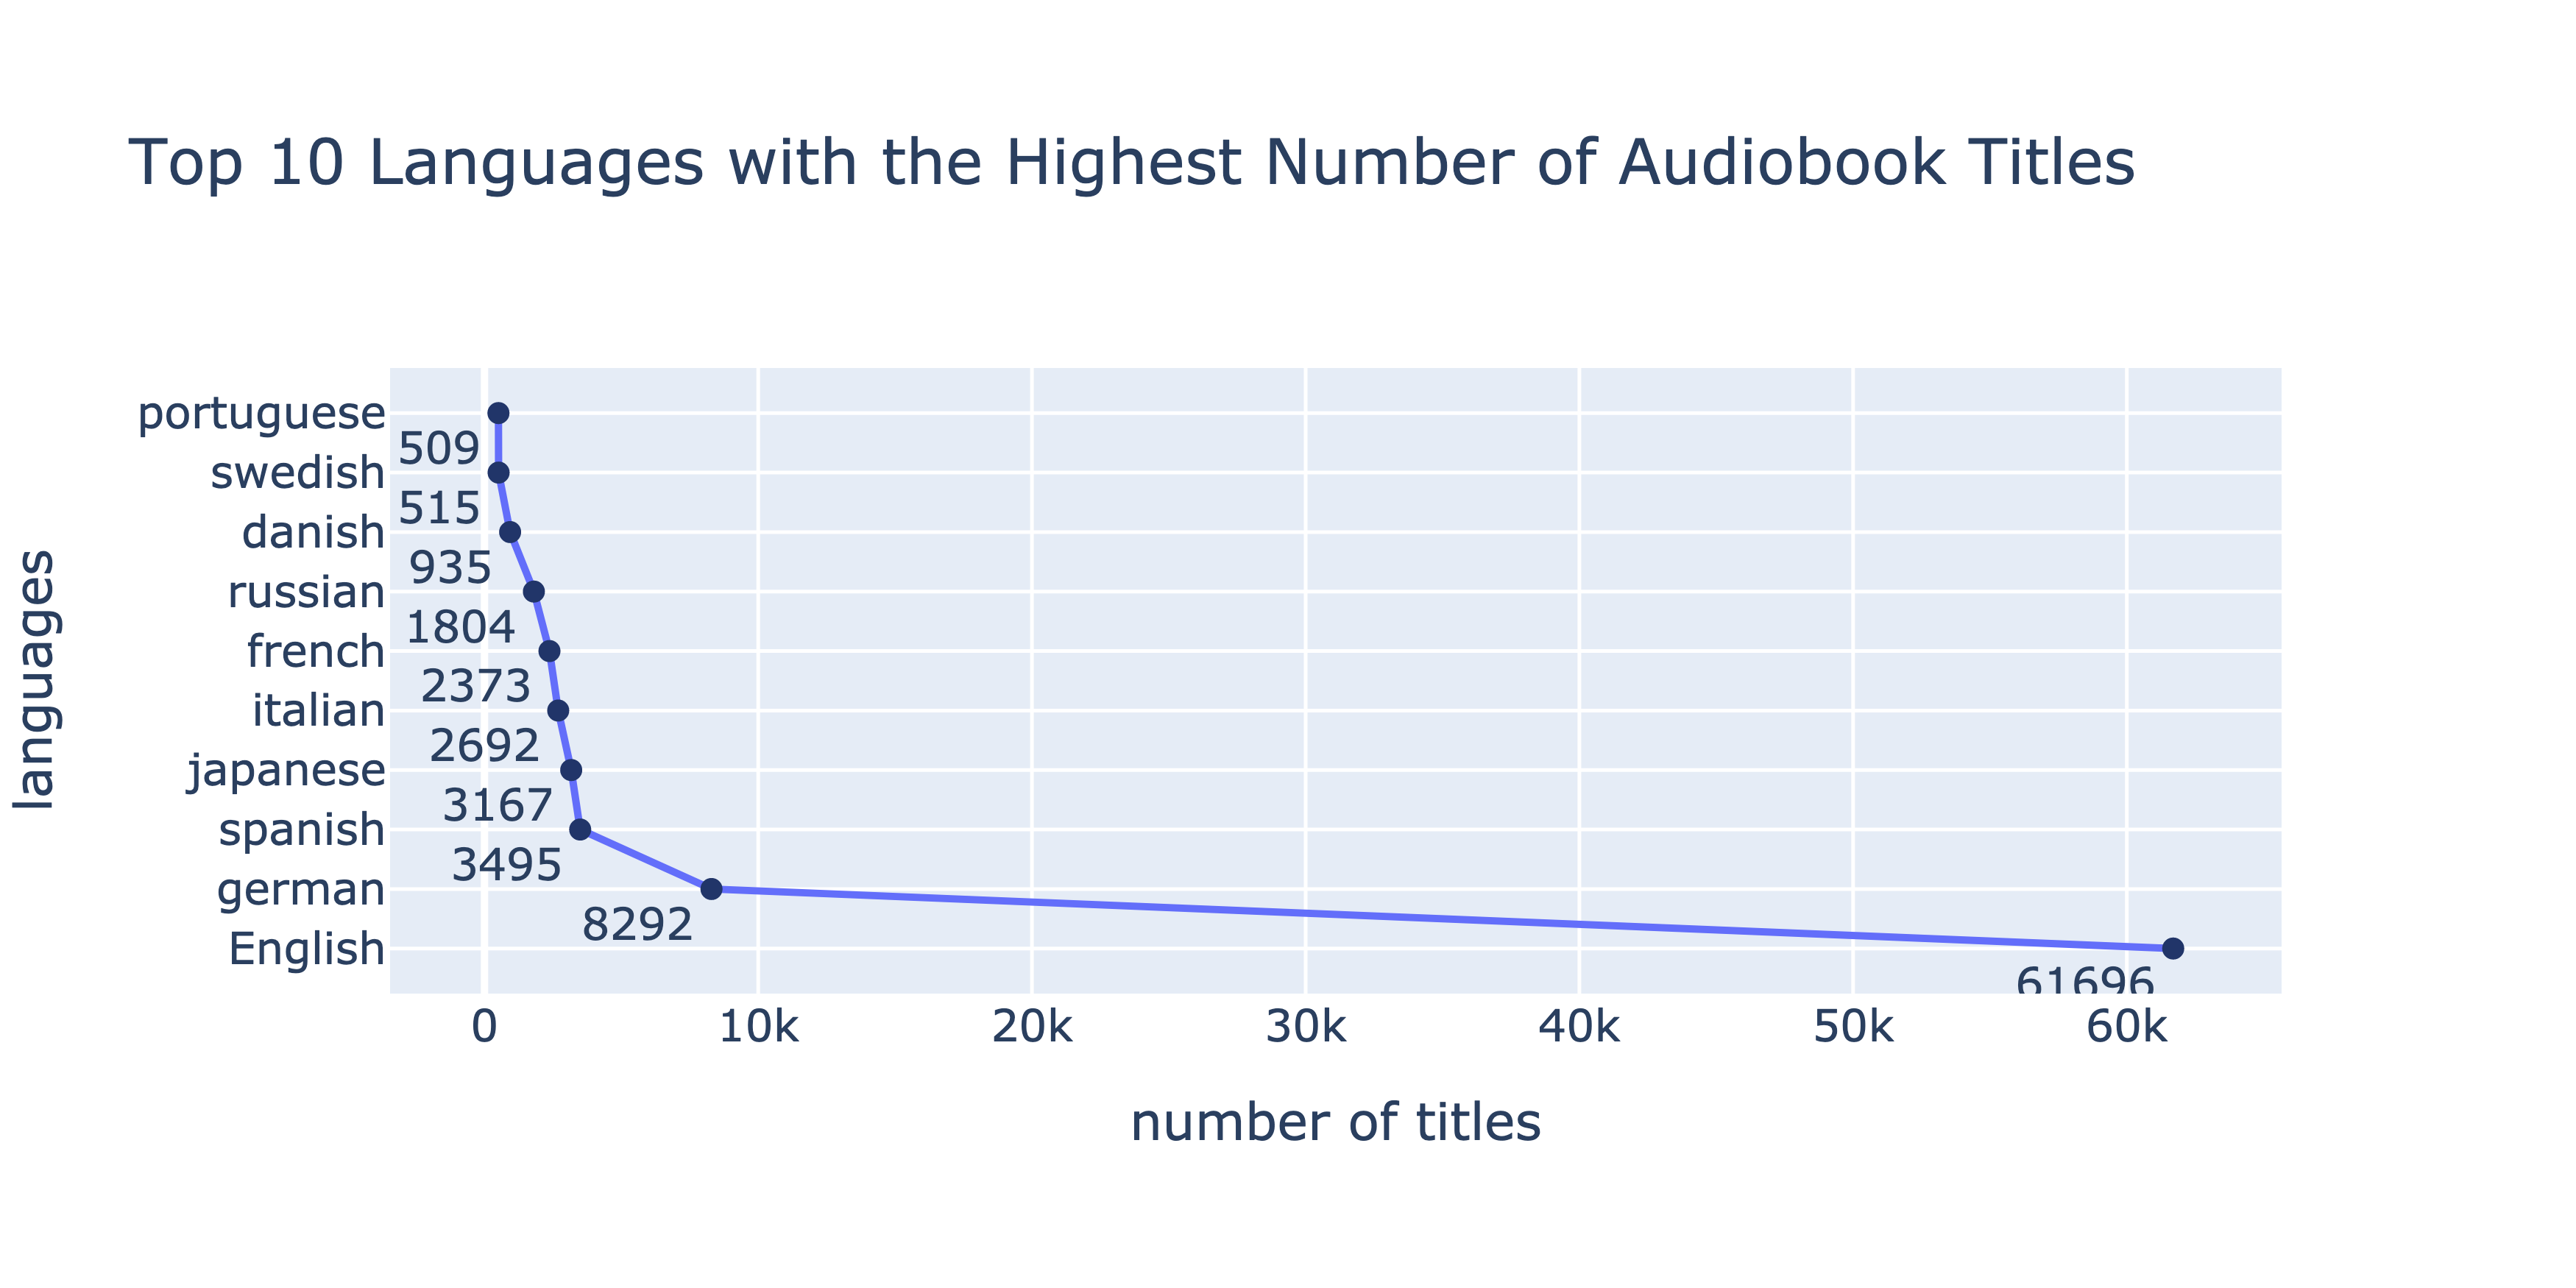 Top 10 Languages with the Highest Number of Audiobook Titles
portuguese
509
swedish
515
danish
935
russian
1804
french
2373
italian
2692
japanese
3167
spanish
3495
german
8292
English
61696
languages
0 10k 20k 30k 40k 50k 60k
number of titles